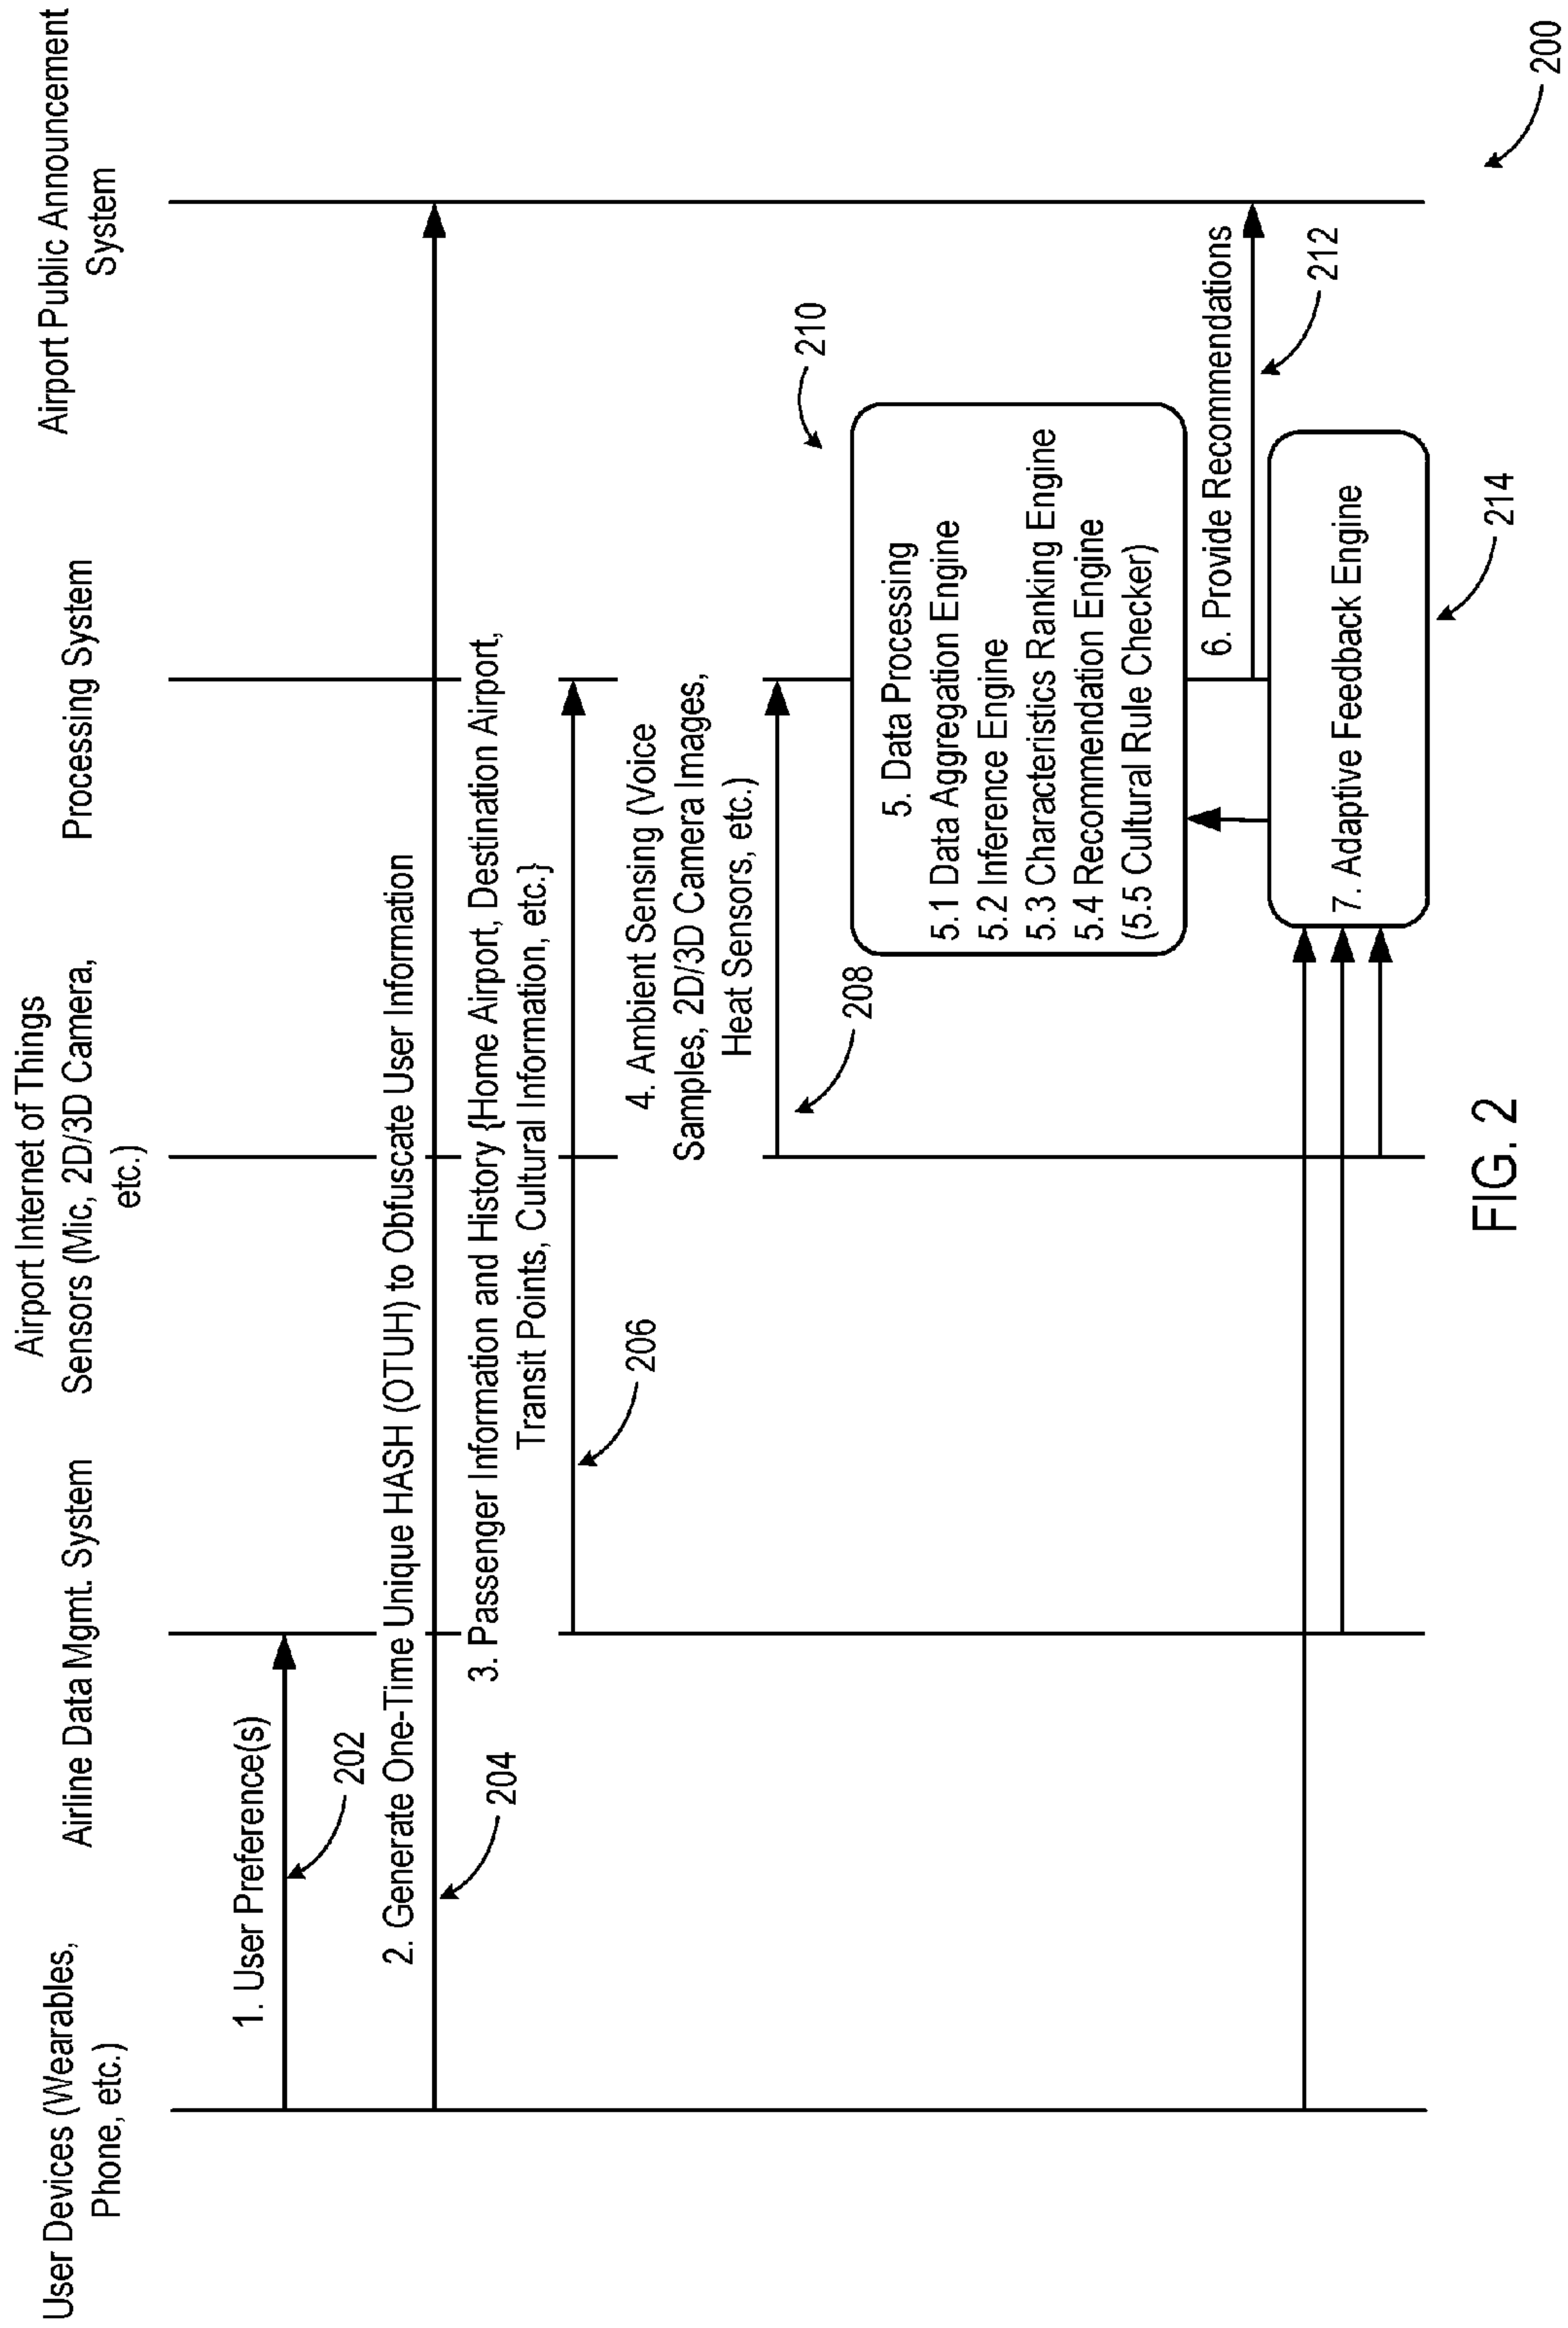 User Devices (Wearables,
Phone, etc.)
Airline Data Mgmt. System
Airport Internet of Things
Sensors (Mic, 2D/3D Camera,
etc.)
Processing System
Airport Public Announcement
System
1. User Preference(s)
202
2. Generate One-Time Unique HASH (OTUH) to Obfuscate User Information
204
3. Passenger Information and History {Home Airport, Destination Airport,
Transit Points, Cultural Information, etc.}
206
4. Ambient Sensing (Voice
Samples, 2D/3D Camera Images,
Heat Sensors, etc.)
208
210
5. Data Processing
5.1 Data Aggregation Engine
5.2 Inference Engine
5.3 Characteristics Ranking Engine
5.4 Recommendation Engine
(5.5 Cultural Rule Checker)
6. Provide Recommendations
212
7. Adaptive Feedback Engine
214
FIG. 2
200